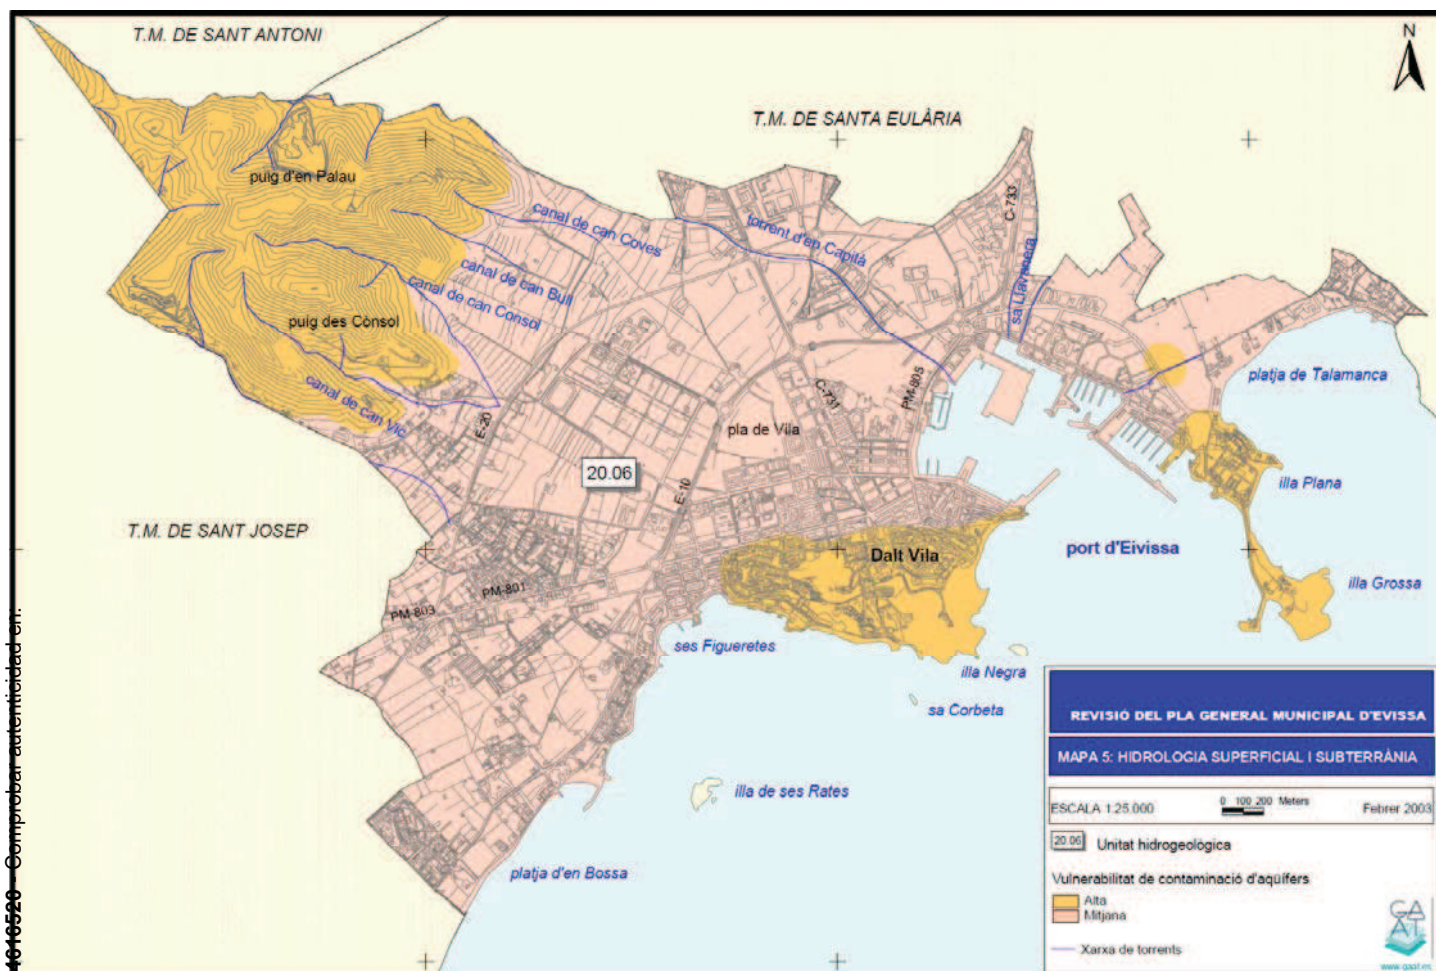 T.M. DE SANT ANTONI
N
T.M. DE SANTA EULÀRIA
puig d'en Palau
canal de can Coves
torrent d'en Capità
C-733
sa Llavanera
canal de can Bull
canal de can Consol
puig des Cònsol
platja de Talamanca
canal de can Vic
E-20
C-731
PM-805
pla de Vila
20.06
E-10
illa Plana
T.M. DE SANT JOSEP
Dalt Vila
port d'Eivissa
illa Grossa
PM-801
PM-803
ses Figueretes
illa Negra
sa Corbeta
illa de ses Rates
platja d'en Bossa
REVISIÓ DEL PLA GENERAL MUNICIPAL D'EVISSA
MAPA 5: HIDROLOGIA SUPERFICIAL I SUBTERRÀNIA
ESCALA 1:25.000
0 100 200 Meters
Febrer 2003
20.06 Unitat hidrogeològica
Vulnerabilitat de contaminació d'aqüífers
Alta
Mitjana
Xarxa de torrents
GAAT
www.gaat.es
4616520 - Comprobar autenticidad en: